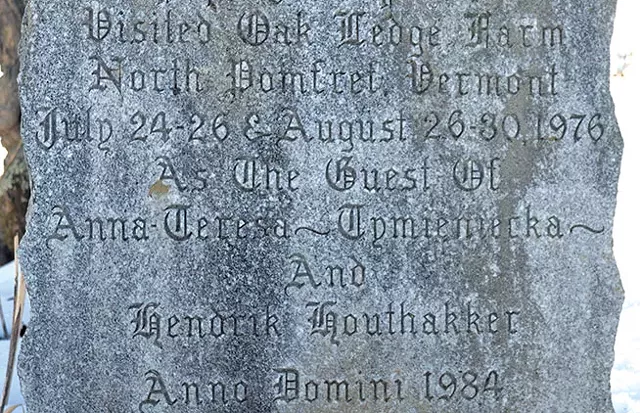 Visited Oak Ledge Farm
North Pomfret, Vermont
July 24-26 & August 26-30, 1976
As The Guest Of
Anna-Teresa~Tymieniecka~
And
Hendrik Houthakker
Anno Domini 1984